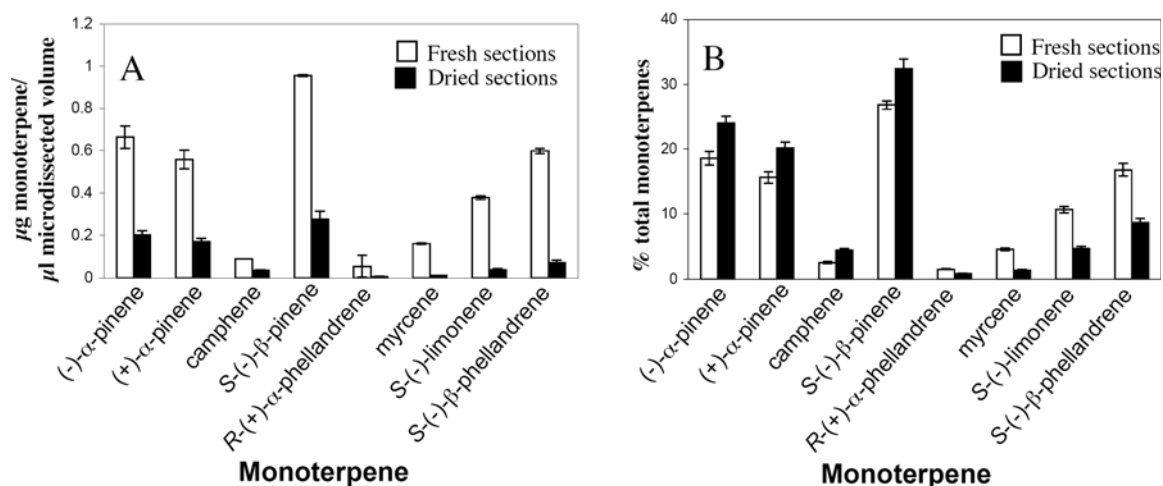 A
Fresh sections
Dried sections
µg monoterpene/
µl microdissected volume
1
0.8
0.6
0.4
0.2
0
(-)-α-pinene
(+)-α-pinene
camphene
S-(-)-β-pinene
R-(+)-α-phellandrene
myrcene
S-(-)-limonene
S-(-)-β-phellandrene
Monoterpene
B
Fresh sections
Dried sections
% total monoterpenes
40
30
20
10
0
(-)-α-pinene
(+)-α-pinene
camphene
S-(-)-β-pinene
R-(+)-α-phellandrene
myrcene
S-(-)-limonene
S-(-)-β-phellandrene
Monoterpene